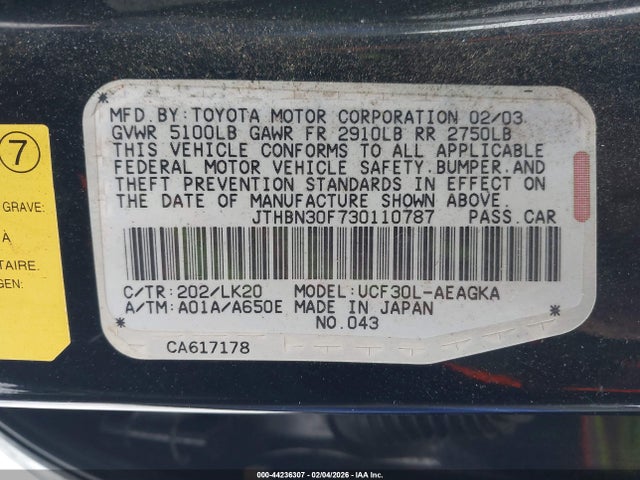 7
GRAVE:
À
TAIRE.
GEN:
MFD. BY: TOYOTA MOTOR CORPORATION 02/03
GVWR 5100LB GAWR FR 2910LB RR 2750LB
THIS VEHICLE CONFORMS TO ALL APPLICABLE
FEDERAL MOTOR VEHICLE SAFETY, BUMPER, AND
THEFT PREVENTION STANDARDS IN EFFECT ON
THE DATE OF MANUFACTURE SHOWN ABOVE.
JTHBN30F730110787 PASS.CAR
C/TR: 202/LK20 MODEL: UCF30L-AEAGKA
A/TM: A01A/A650E MADE IN JAPAN
NO.043
CA617178
000-44236307 - 02/04/2026 - IAA Inc.